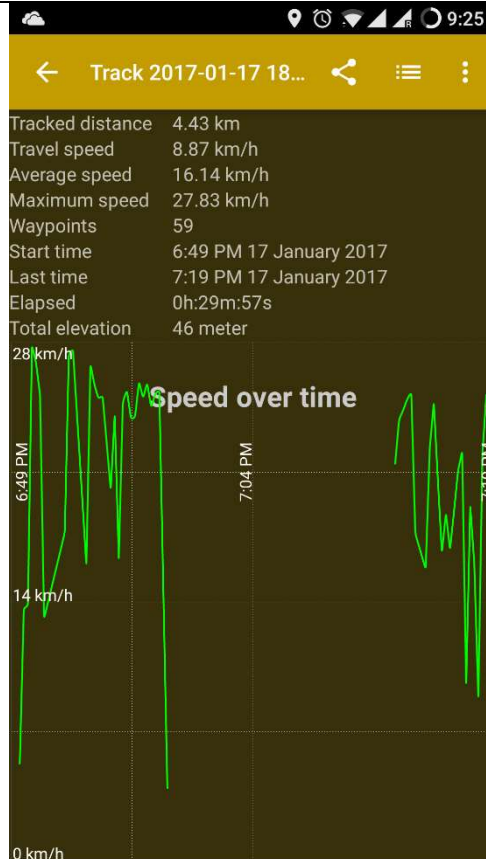 9:25
Track 2017-01-17 18...
Tracked distance 4.43 km
Travel speed 8.87 km/h
Average speed 16.14 km/h
Maximum speed 27.83 km/h
Waypoints 59
Start time 6:49 PM 17 January 2017
Last time 7:19 PM 17 January 2017
Elapsed 0h:29m:57s
Total elevation 46 meter
28 km/h
Speed over time
6:49 PM
7:04 PM
7:19 PM
14 km/h
0 km/h